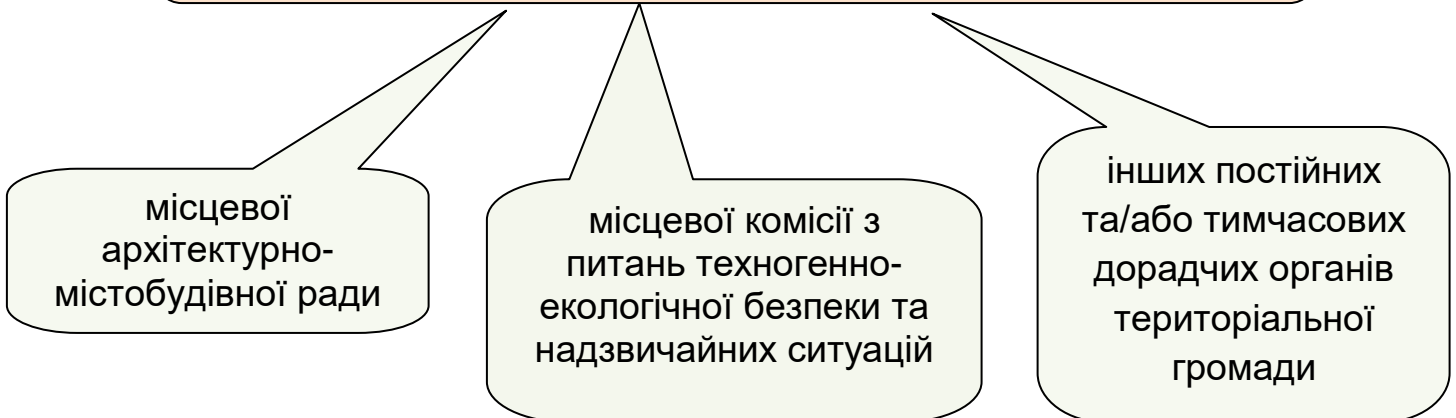 місцевої
архітектурно-
містобудівної ради
місцевої комісії з
питань техногенно-
екологічної безпеки та
надзвичайних ситуацій
інших постійних
та/або тимчасових
дорадчих органів
територіальної
громади